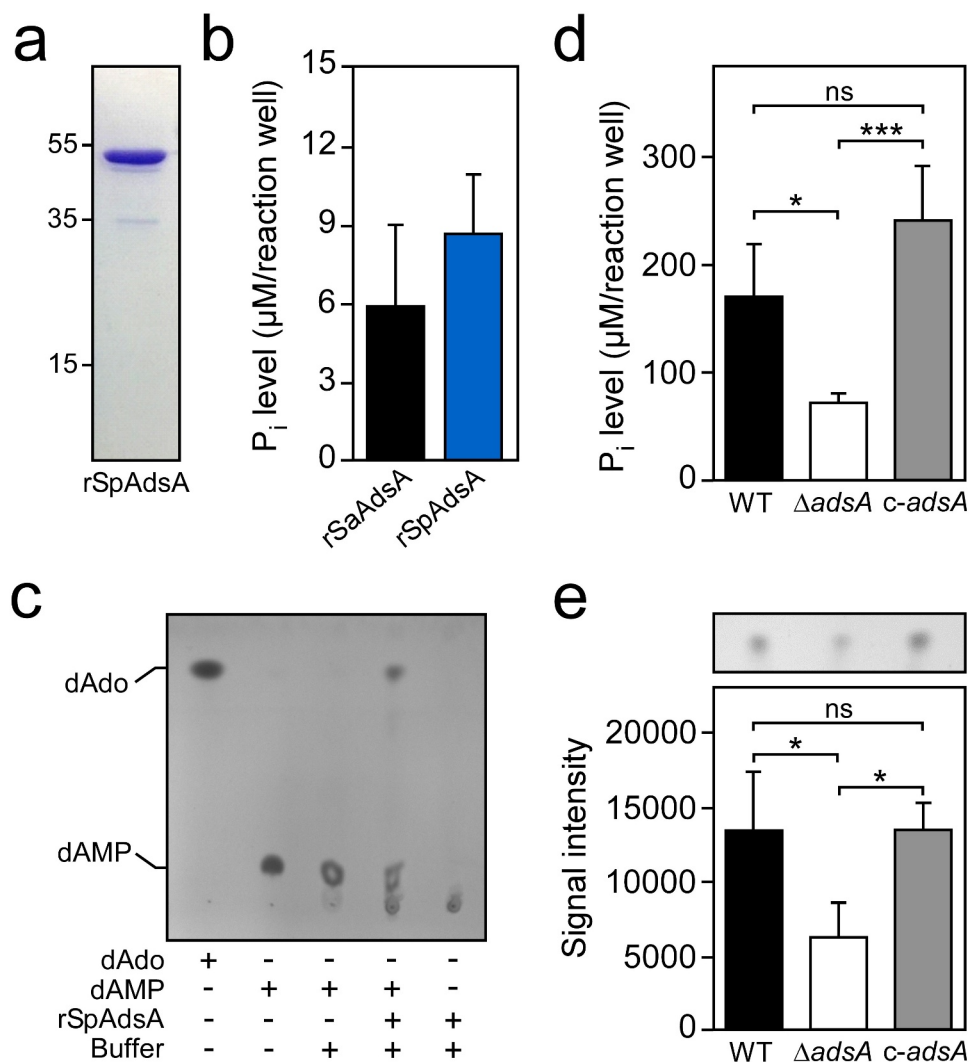 a
55
35
15
rSpAdsA
b
Pi level (µM/reaction well)
15
12
9
6
3
0
rSaAdsA
rSpAdsA
c
dAdo
dAMP
dAdo + - - - -
dAMP - + + + -
rSpAdsA - - - + +
Buffer - - + + +
d
Pi level (µM/reaction well)
300
200
100
0
ns
***
*
WT ΔadsA c-adsA
e
Signal intensity
20000
15000
10000
5000
0
ns
*
*
WT ΔadsA c-adsA